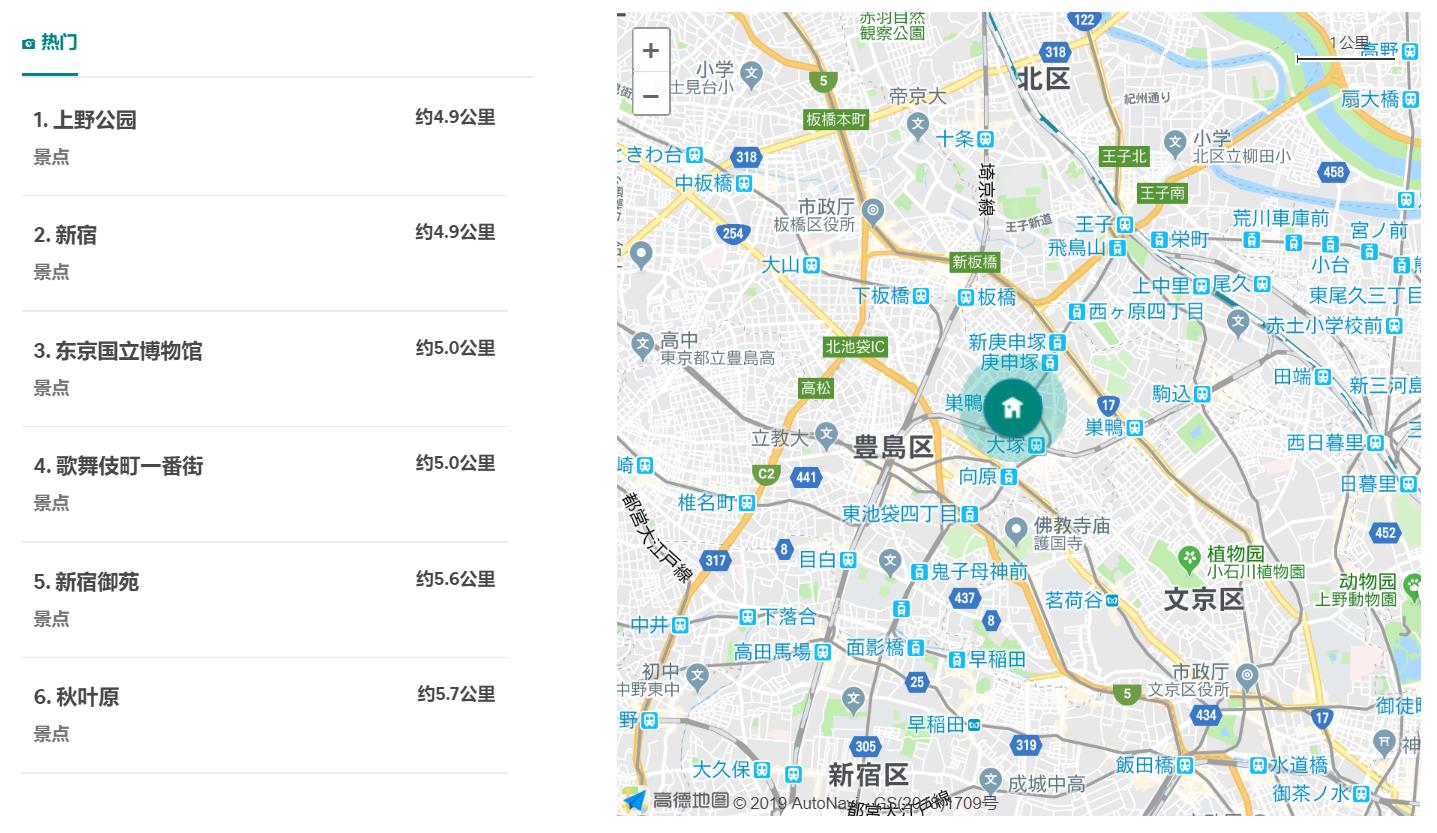 热门
1. 上野公园
约4.9公里
景点
2. 新宿
约4.9公里
景点
3. 东京国立博物馆
约5.0公里
景点
4. 歌舞伎町一番街
约5.0公里
景点
5. 新宿御苑
约5.6公里
景点
6. 秋叶原
约5.7公里
景点
+
−
赤羽自然
観察公園
122
318
1公里
高野
小学
士見台小
5
北区
帝京大
紀州通り
扇大橋
板橋本町
十条
小学
北区立柳田小
ときわ台
318
王子北
458
中板橋
埼京線
王子南
市政厅
板橋区役所
王子新道
王子
荒川車庫前
254
飛鳥山
栄町
宮ノ前
大山
新板橋
小台
下板橋
板橋
上中里
尾久
東尾久三丁目
西ヶ原四丁目
赤土小学校前
高中
東京都立豊島高
北池袋IC
新庚申塚
庚申塚
高松
田端
新三河島
巣鴨
17
駒込
立教大
豊島区
大塚
巣鴨
西日暮里
崎
C2
441
向原
日暮里
椎名町
都営大江戸線
東池袋四丁目
佛教寺庙
護国寺
452
317
8
目白
鬼子母神前
植物园
小石川植物園
动物园
上野動物園
437
茗荷谷
文京区
中井
下落合
8
高田馬場
面影橋
早稲田
初中
中野東中
25
市政厅
文京区役所
5
434
17
御徒町
野
早稲田
305
319
神
大久保
新宿区
成城中高
飯田橋
水道橋
御茶ノ水
高德地图
© 2019 AutoNavi
709号
都営大江戸線